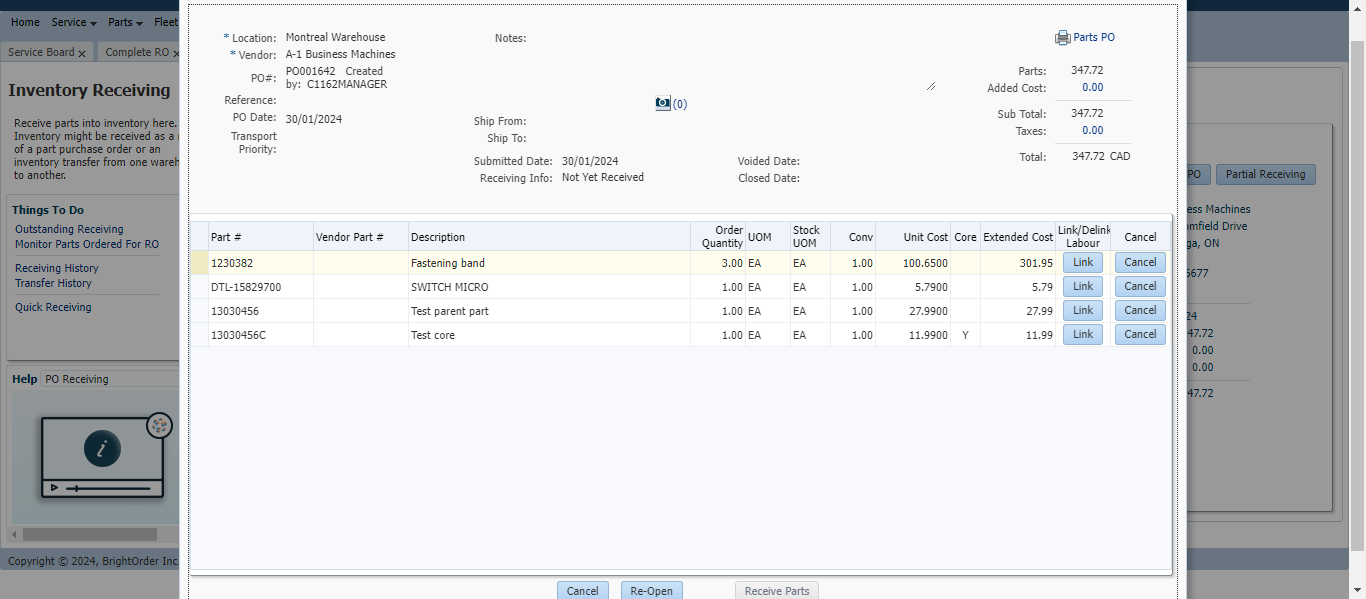 Home Service Parts Fleet
Service Board x Complete RO x
Inventory Receiving
Receive parts into inventory here.
Inventory might be received as a
of a part purchase order or an
inventory transfer from one
to another.
Things To Do
Outstanding Receiving
Monitor Parts Ordered For RO
Receiving History
Transfer History
Quick Receiving
Help PO Receiving
i
Copyright © 2024, BrightOrder Inc
* Location: Montreal Warehouse
* Vendor: A-1 Business Machines
PO#: PO001642 Created
by: C1162MANAGER
Reference:
PO Date: 30/01/2024
Transport
Priority:
Notes:
(0)
Ship From:
Ship To:
Submitted Date: 30/01/2024
Receiving Info: Not Yet Received
Voided Date:
Closed Date:
Parts PO
Parts: 347.72
Added Cost: 0.00
Sub Total: 347.72
Taxes: 0.00
Total: 347.72 CAD
Part # Vendor Part # Description Order Quantity UOM Stock UOM Conv Unit Cost Core Extended Cost Link/Delink Labour Cancel
1230382 Fastening band 3.00 EA EA 1.00 100.6500 301.95 Link Cancel
DTL-15829700 SWITCH MICRO 1.00 EA EA 1.00 5.7900 5.79 Link Cancel
13030456 Test parent part 1.00 EA EA 1.00 27.9900 27.99 Link Cancel
13030456C Test core 1.00 EA EA 1.00 11.9900 Y 11.99 Link Cancel
Cancel Re-Open Receive Parts
PO Partial Receiving
ess Machines
mfield Drive
ga, ON
6677
24
47.72
0.00
0.00
47.72